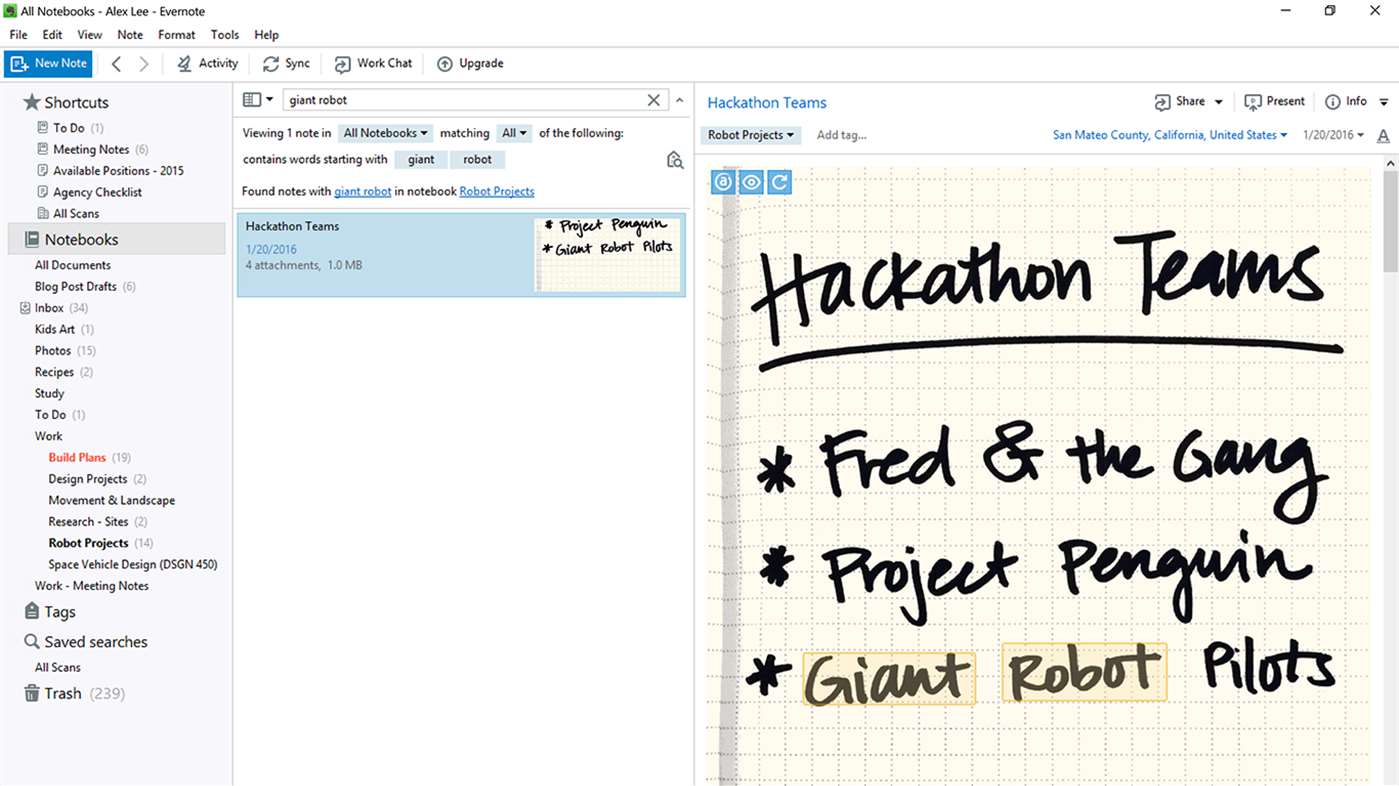 All Notebooks - Alex Lee - Evernote
File Edit View Note Format Tools Help
New Note Activity Sync Work Chat Upgrade
Shortcuts
To Do (1)
Meeting Notes (6)
Available Positions - 2015
Agency Checklist
All Scans
Notebooks
All Documents
Blog Post Drafts (6)
Inbox (34)
Kids Art (1)
Photos (15)
Recipes (2)
Study
To Do (1)
Work
Build Plans (19)
Design Projects (2)
Movement & Landscape
Research - Sites (2)
Robot Projects (14)
Space Vehicle Design (DSGN 450)
Work - Meeting Notes
Tags
Saved searches
All Scans
Trash (239)
giant robot
Viewing 1 note in All Notebooks matching All of the following:
contains words starting with giant robot
Found notes with giant robot in notebook Robot Projects
Hackathon Teams
1/20/2016
4 attachments, 1.0 MB
* Project Penguin
* Giant Robot Pilots
Hackathon Teams Share Present Info
Robot Projects Add tag... San Mateo County, California, United States 1/20/2016 A
Hackathon Teams
* Fred & the Gang
* Project Penguin
* Giant Robot Pilots